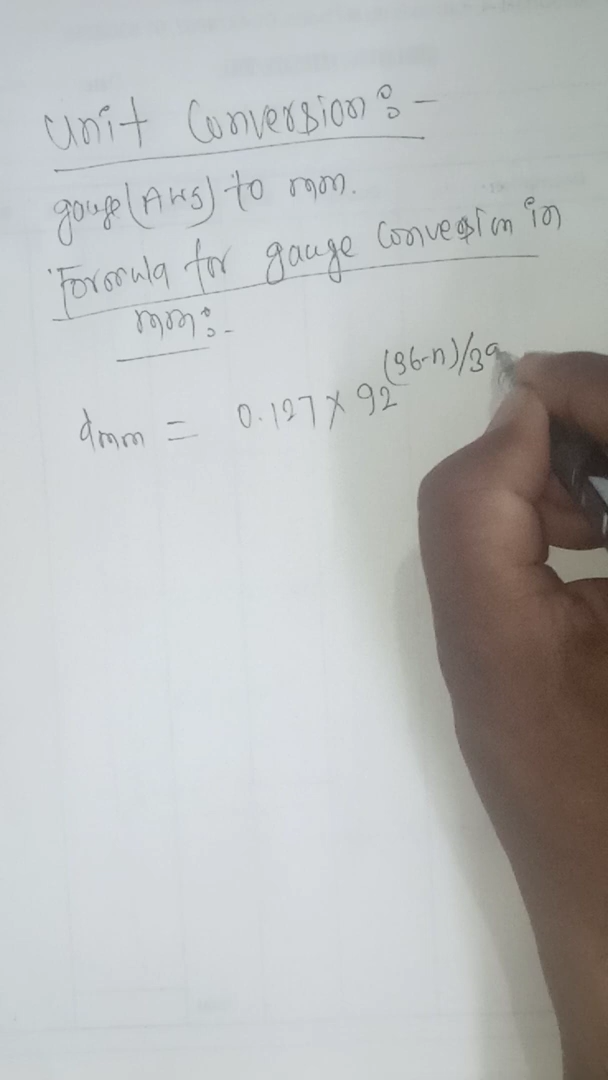 Unit Conversion:-
gauge(AWG) to mm.
Formula for gauge conversion in
mm:-
dmm = 0.127 × 92^(36-n)/39